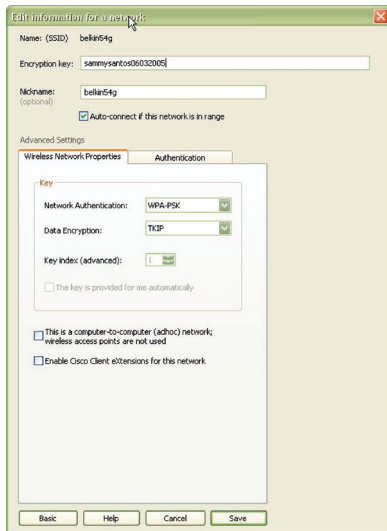 Edit information for a network
Name: (SSID) belkin54g
Encryption key: sammysantos06032005
Nickname: belkin54g
(optional)
Auto-connect if this network is in range
Advanced Settings
Wireless Network Properties Authentication
Key
Network Authentication: WPA-PSK
Data Encryption: TKIP
Key index (advanced): 1
The key is provided for me automatically
This is a computer-to-computer (adhoc) network;
wireless access points are not used
Enable Cisco Client eXtensions for this network
Basic Help Cancel Save